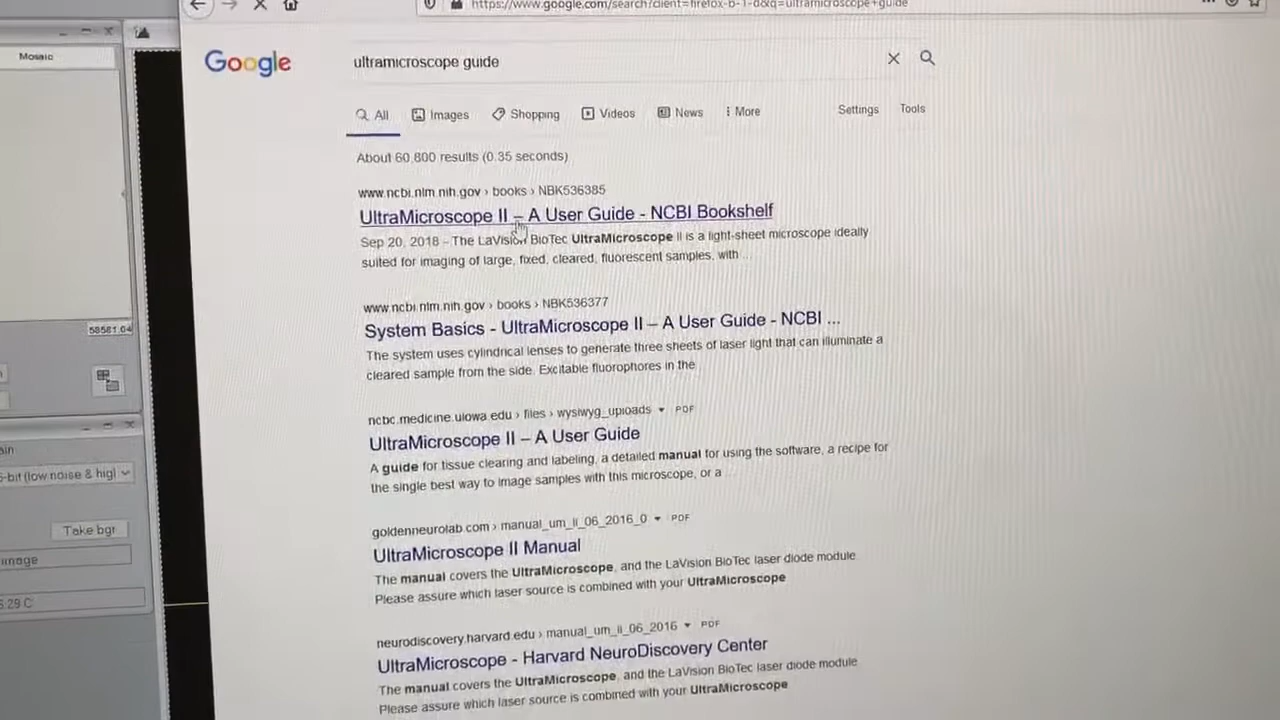 https://www.google.com/search?client=firefox-b-1-d&q=ultramicroscope+guide
Mosaic
Google
ultramicroscope guide
All
Images
Shopping
Videos
News
More
Settings
Tools
About 60,800 results (0.35 seconds)
www.ncbi.nlm.nih.gov › books › NBK536385
UltraMicroscope II – A User Guide - NCBI Bookshelf
Sep 20, 2018 - The LaVision BioTec UltraMicroscope II is a light-sheet microscope ideally
suited for imaging of large, fixed, cleared, fluorescent samples, with ...
58581.04
www.ncbi.nlm.nih.gov › books › NBK536377
System Basics - UltraMicroscope II – A User Guide - NCBI ...
The system uses cylindrical lenses to generate three sheets of laser light that can illuminate a
cleared sample from the side. Excitable fluorophores in the
ncbc.medicine.uiowa.edu › files › wysiwyg_uploads PDF
UltraMicroscope II – A User Guide
A guide for tissue clearing and labeling, a detailed manual for using the software, a recipe for
the single best way to image samples with this microscope, or a
-bit (low noise & higl
Take bgr
goldenneurolab.com › manual_um_ii_06_2016_0 PDF
UltraMicroscope II Manual
The manual covers the UltraMicroscope, and the LaVision BioTec laser diode module
Please assure which laser source is combined with your UltraMicroscope
neurodiscovery.harvard.edu › manual_um_ii_06_2016 PDF
UltraMicroscope - Harvard NeuroDiscovery Center
The manual covers the UltraMicroscope, and the LaVision BioTec laser diode module
Please assure which laser source is combined with your UltraMicroscope